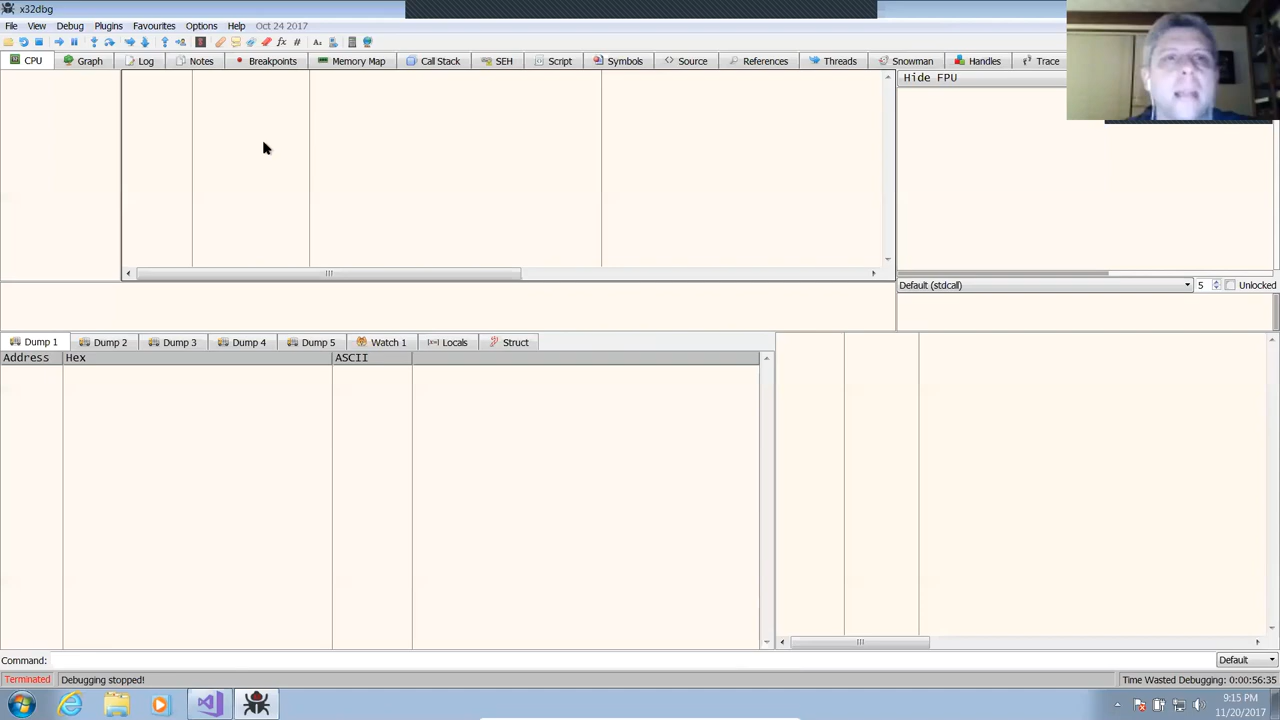 x32dbg
File View Debug Plugins Favourites Options Help Oct 24 2017
CPU Graph Log Notes Breakpoints Memory Map Call Stack SEH Script Symbols Source References Threads Snowman Handles Trace
Hide FPU
Default (stdcall) 5 Unlocked
Dump 1 Dump 2 Dump 3 Dump 4 Dump 5 Watch 1 Locals Struct
Address Hex ASCII
Command: Default
Terminated Debugging stopped! Time Wasted Debugging: 0:00:56:35
9:15 PM
11/20/2017